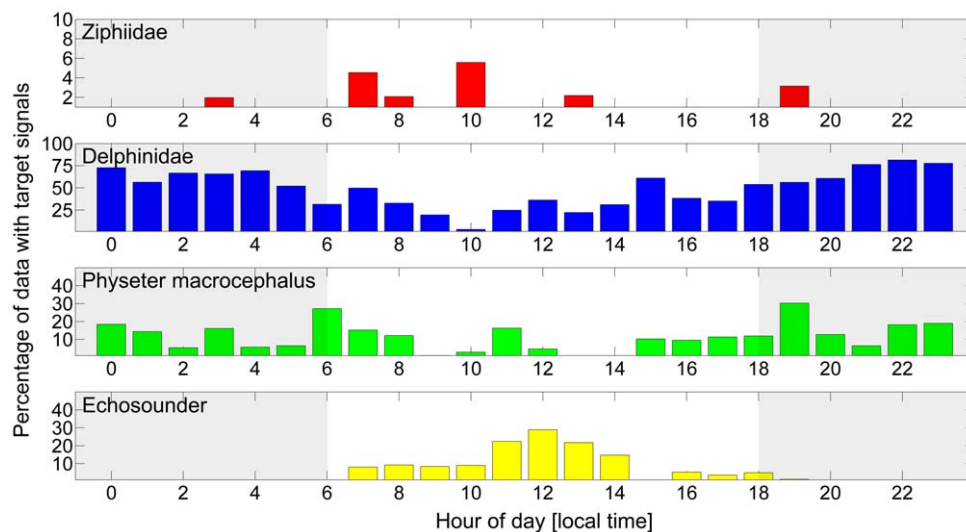 Percentage of data with target signals
Ziphiidae
10
8
6
4
2
0 2 4 6 8 10 12 14 16 18 20 22
Delphinidae
100
75
50
25
0 2 4 6 8 10 12 14 16 18 20 22
Physeter macrocephalus
40
30
20
10
0 2 4 6 8 10 12 14 16 18 20 22
Echosounder
40
30
20
10
0 2 4 6 8 10 12 14 16 18 20 22
Hour of day [local time]